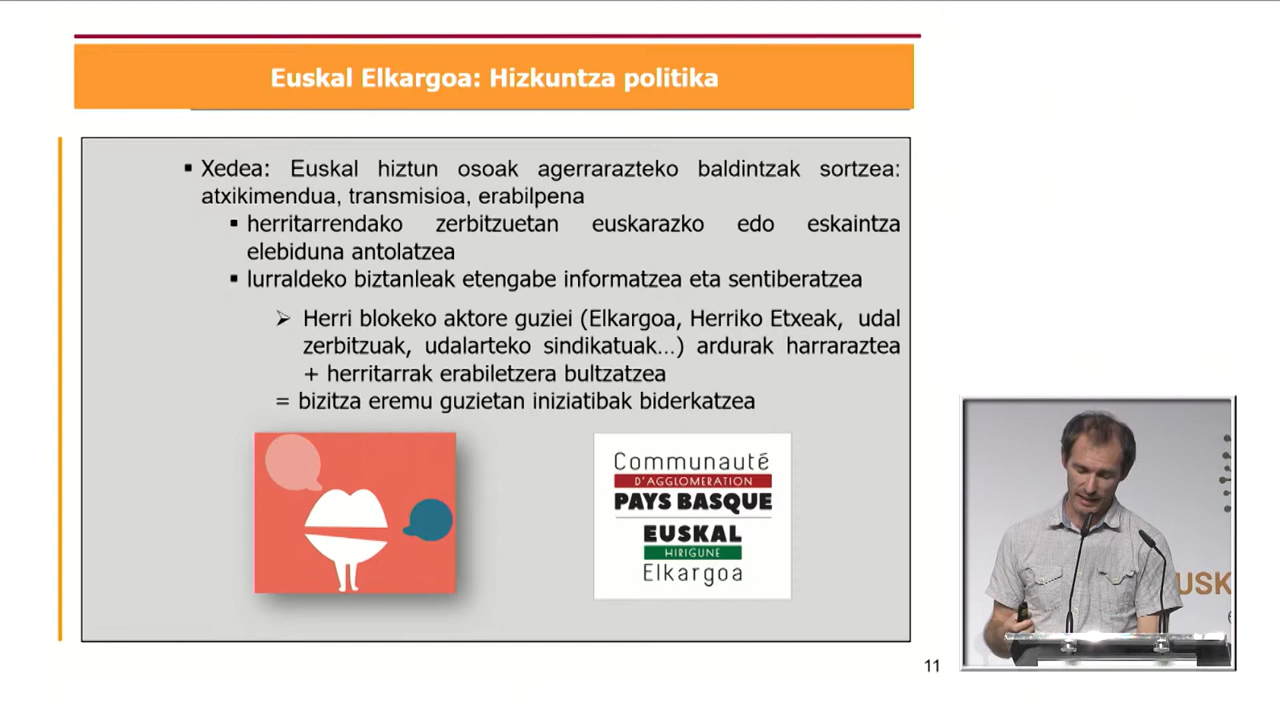 Euskal Elkargoa: Hizkuntza politika
▪ Xedea: Euskal hiztun osoak agerrarazteko baldintzak sortzea:
atxikimendua, transmisioa, erabilpena
▪ herritarrendako zerbitzuetan euskarazko edo eskaintza
elebiduna antolatzea
▪ lurraldeko biztanleak etengabe informatzea eta sentiberatzea
➢ Herri blokeko aktore guziei (Elkargoa, Herriko Etxeak, udal
zerbitzuak, udalarteko sindikatuak...) ardurak harraraztea
+ herritarrak erabiletzera bultzatzea
= bizitza eremu guzietan iniziatibak biderkatzea
Communauté
D'AGGLOMERATION
PAYS BASQUE
EUSKAL
HIRIGUNE
Elkargoa
USK
11